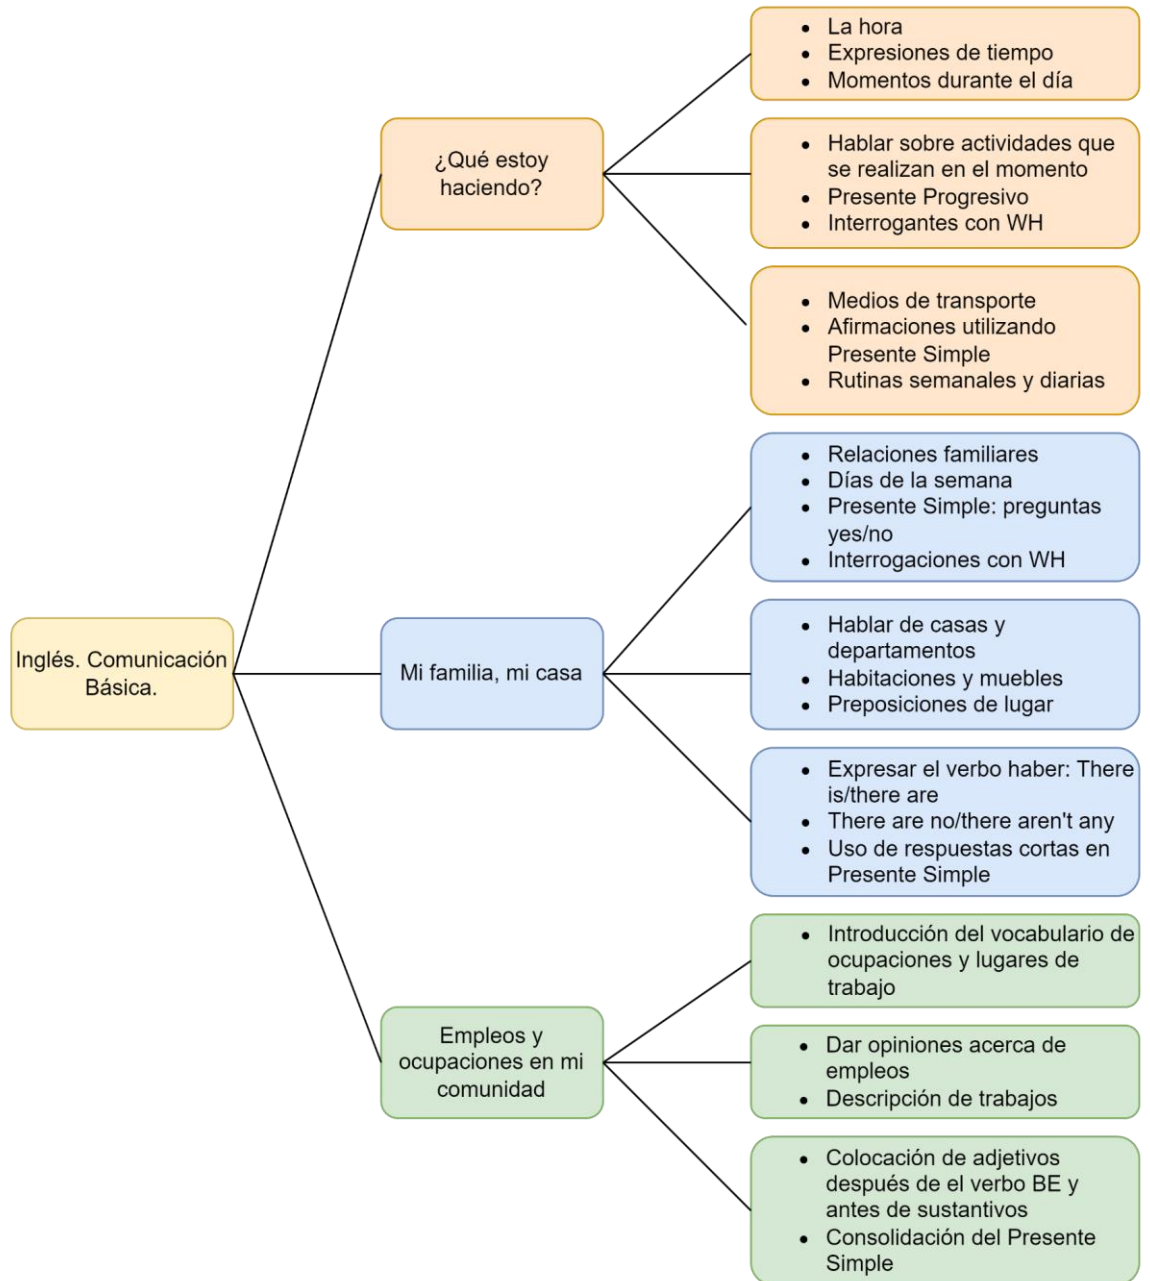 Inglés. Comunicación
Básica.
¿Qué estoy
haciendo?
• La hora
• Expresiones de tiempo
• Momentos durante el día
• Hablar sobre actividades que
se realizan en el momento
• Presente Progresivo
• Interrogantes con WH
• Medios de transporte
• Afirmaciones utilizando
Presente Simple
• Rutinas semanales y diarias
Mi familia, mi casa
• Relaciones familiares
• Días de la semana
• Presente Simple: preguntas
yes/no
• Interrogaciones con WH
• Hablar de casas y
departamentos
• Habitaciones y muebles
• Preposiciones de lugar
• Expresar el verbo haber: There
is/there are
• There are no/there aren't any
• Uso de respuestas cortas en
Presente Simple
Empleos y
ocupaciones en mi
comunidad
• Introducción del vocabulario de
ocupaciones y lugares de
trabajo
• Dar opiniones acerca de
empleos
• Descripción de trabajos
• Colocación de adjetivos
después de el verbo BE y
antes de sustantivos
• Consolidación del Presente
Simple